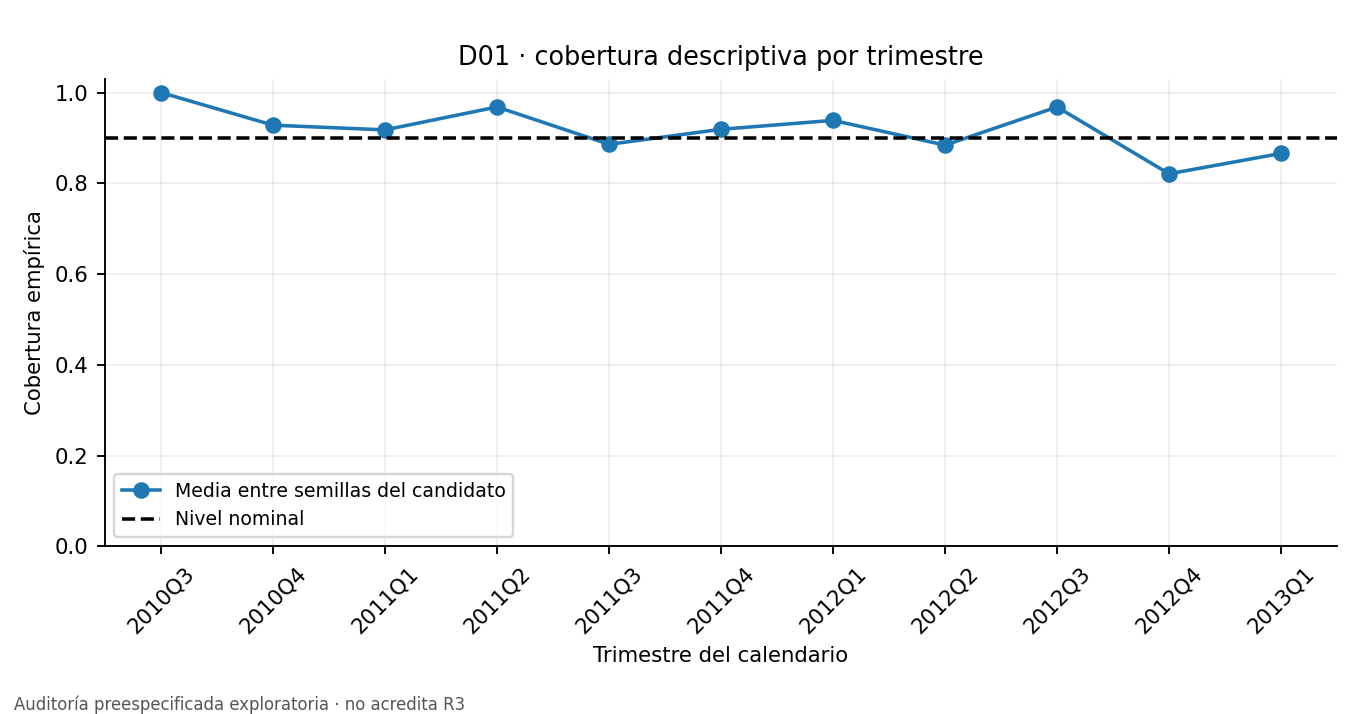 D01 · cobertura descriptiva por trimestre
Cobertura empírica
1.0
0.8
0.6
0.4
0.2
0.0
Media entre semillas del candidato
Nivel nominal
2010Q3
2010Q4
2011Q1
2011Q2
2011Q3
2011Q4
2012Q1
2012Q2
2012Q3
2012Q4
2013Q1
Trimestre del calendario
Auditoría preespecificada exploratoria · no acredita R3